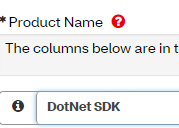 * Product Name ?
The columns below are in t
i DotNet SDK